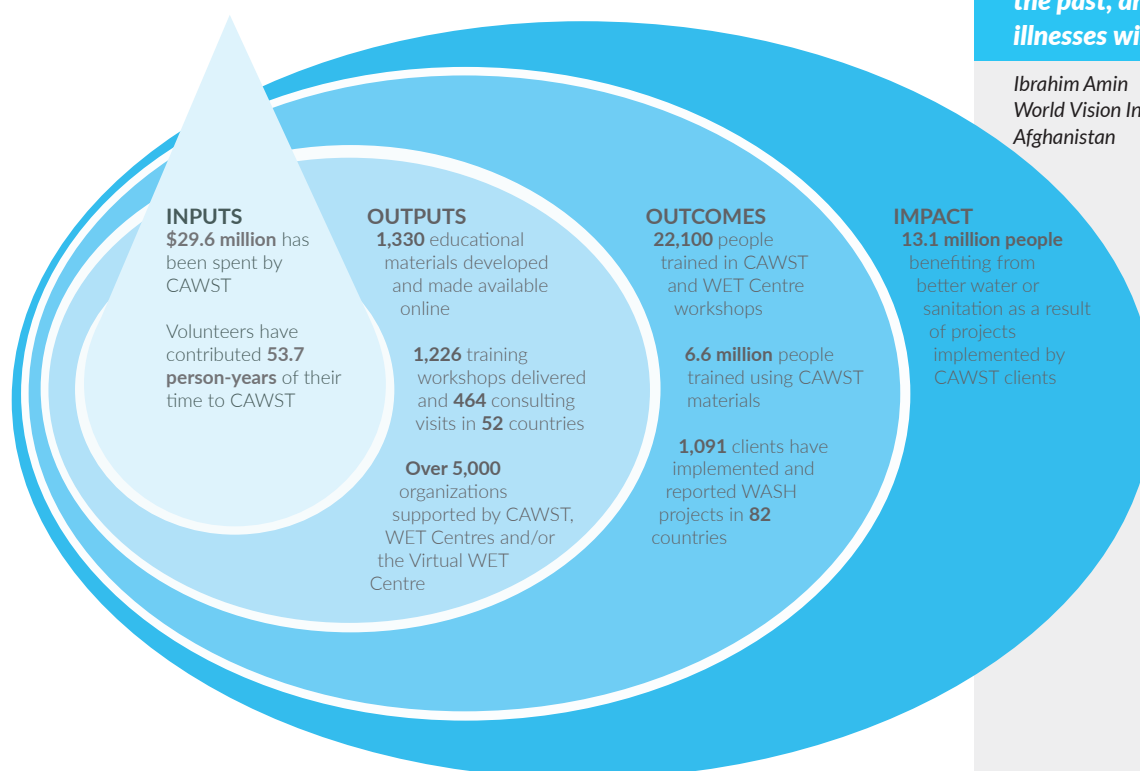 the past, an
illnesses wi
Ibrahim Amin
World Vision In
Afghanistan
INPUTS
$29.6 million has
been spent by
CAWST
Volunteers have
contributed 53.7
person-years of their
time to CAWST
OUTPUTS
1,330 educational
materials developed
and made available
online
1,226 training
workshops delivered
and 464 consulting
visits in 52 countries
Over 5,000
organizations
supported by CAWST,
WET Centres and/or
the Virtual WET
Centre
OUTCOMES
22,100 people
trained in CAWST
and WET Centre
workshops
6.6 million people
trained using CAWST
materials
1,091 clients have
implemented and
reported WASH
projects in 82
countries
IMPACT
13.1 million people
benefiting from
better water or
sanitation as a result
of projects
implemented by
CAWST clients